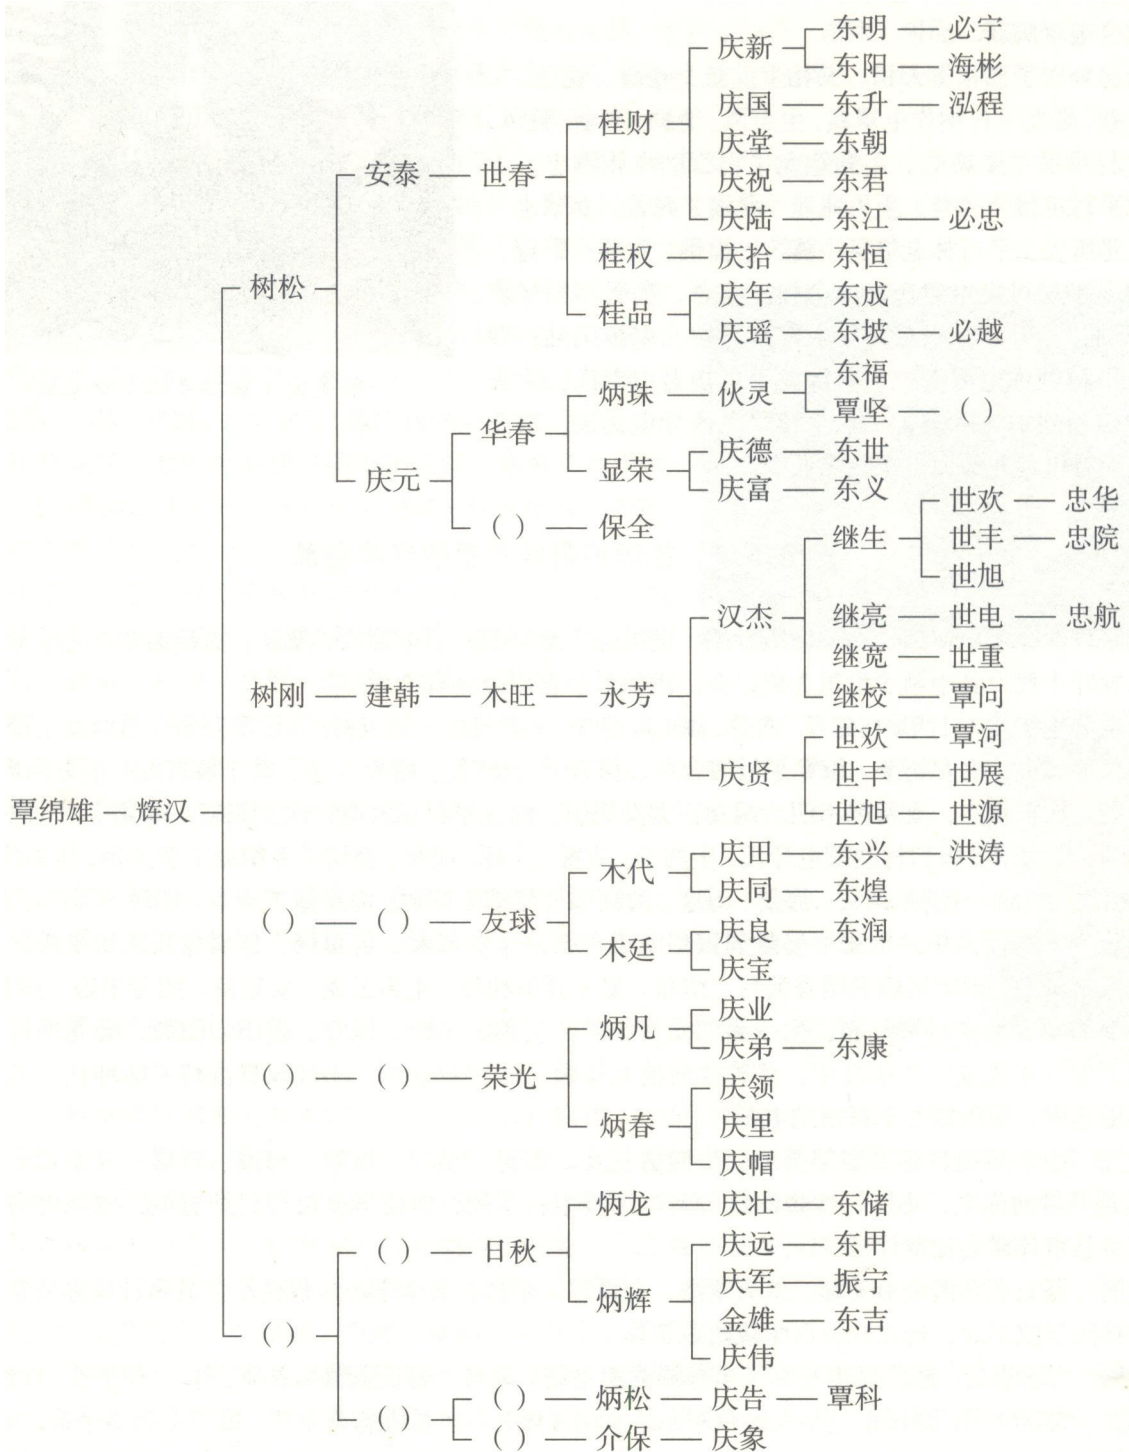 庆新 东明 必宁
东阳 海彬
桂财 庆国 东升 泓程
庆堂 东朝
安泰 世春 庆祝 东君
庆陆 东江 必忠
桂权 庆拾 东恒
树松 桂品 庆年 东成
庆瑶 东坡 必越
炳珠 伙灵 东福
覃坚 ( )
华春 庆德 东世
庆元 显荣 庆富 东义
世欢 忠华
( ) 保全 继生 世丰 忠院
世旭
汉杰 继亮 世电 忠航
继宽 世重
树刚 建韩 木旺 永芳 继校 覃问
世欢 覃河
庆贤 世丰 世展
覃绵雄 辉汉 世旭 世源
木代 庆田 东兴 洪涛
庆同 东煌
( ) ( ) 友球 庆良 东润
木廷 庆宝
炳凡 庆业
庆弟 东康
( ) ( ) 荣光 庆领
炳春 庆里
庆帽
炳龙 庆壮 东储
( ) 日秋 庆远 东甲
炳辉 庆军 振宁
金雄 东吉
( ) 庆伟
( ) 炳松 庆告 覃科
( ) ( ) 介保 庆象